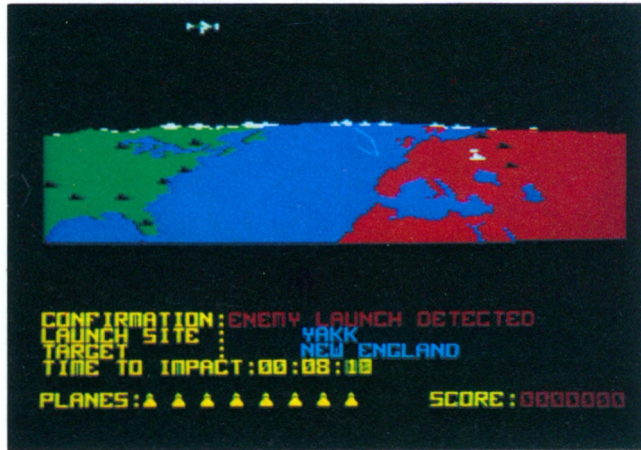 CONFIRMATION:ENEMY LAUNCH DETECTED
LAUNCH SITE : YAKK
TARGET : NEW ENGLAND
TIME TO IMPACT:00:08:10
PLANES: SCORE:0000000